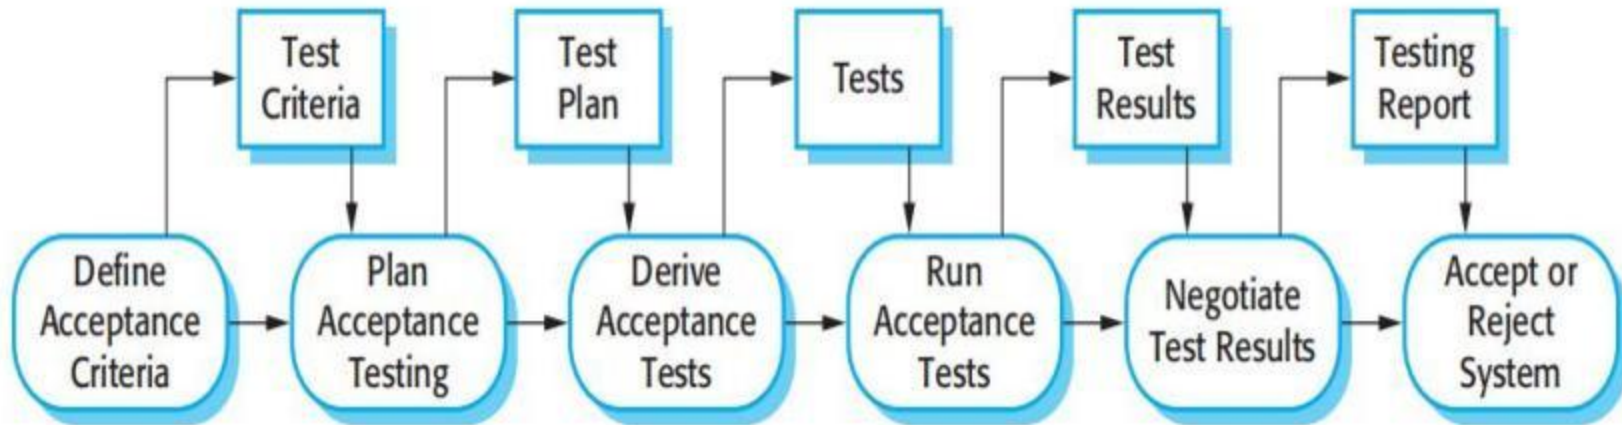 Test
Criteria
Test
Plan
Tests
Test
Results
Testing
Report
Define
Acceptance
Criteria
Plan
Acceptance
Testing
Derive
Acceptance
Tests
Run
Acceptance
Tests
Negotiate
Test Results
Accept or
Reject
System